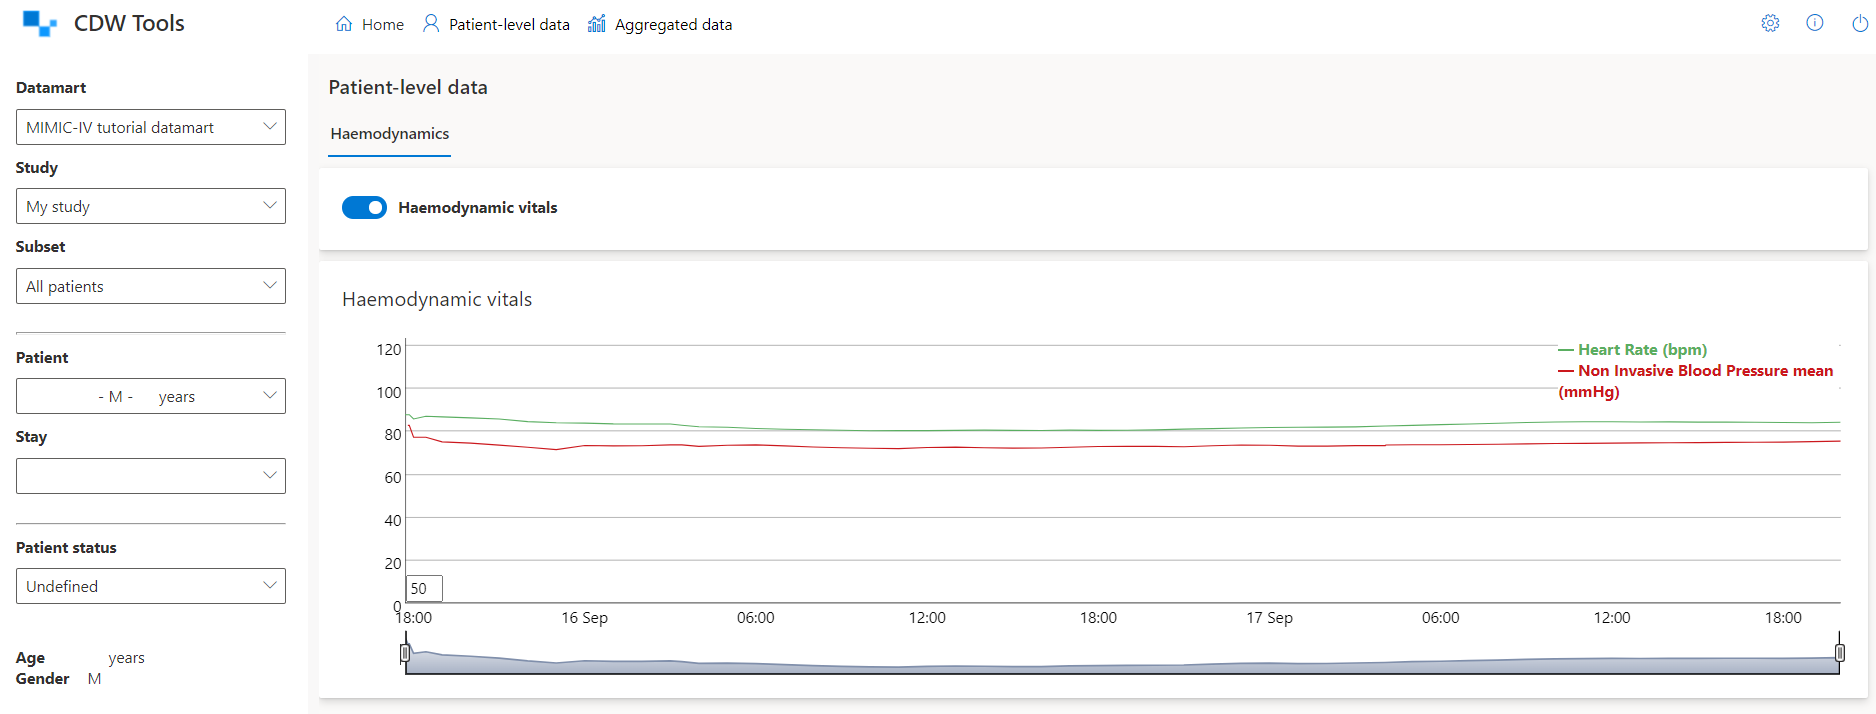 CDW Tools
Home
Patient-level data
Aggregated data
Datamart
MIMIC-IV tutorial datamart
Study
My study
Subset
All patients
Patient
- M - years
Stay
Patient status
Undefined
Age years
Gender M
Patient-level data
Haemodynamics
Haemodynamic vitals
Haemodynamic vitals
— Heart Rate (bpm)
— Non Invasive Blood Pressure mean
(mmHg)
120
100
80
60
40
20
0
50
18:00
16 Sep
06:00
12:00
18:00
17 Sep
06:00
12:00
18:00